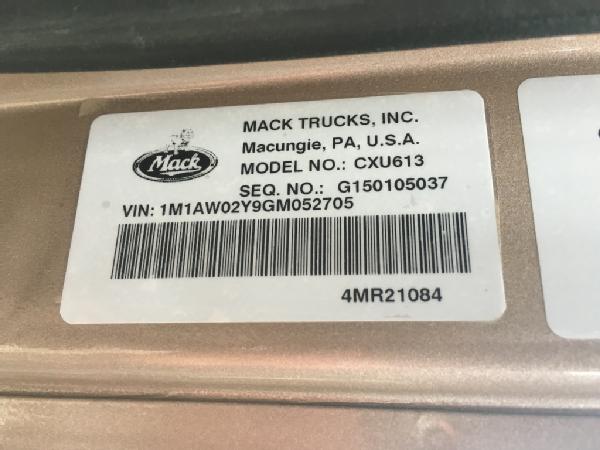 MACK TRUCKS, INC.
Macungie, PA, U.S.A.
Mack
MODEL NO.: CXU613
SEQ. NO.: G150105037
VIN: 1M1AW02Y9GM052705
4MR21084